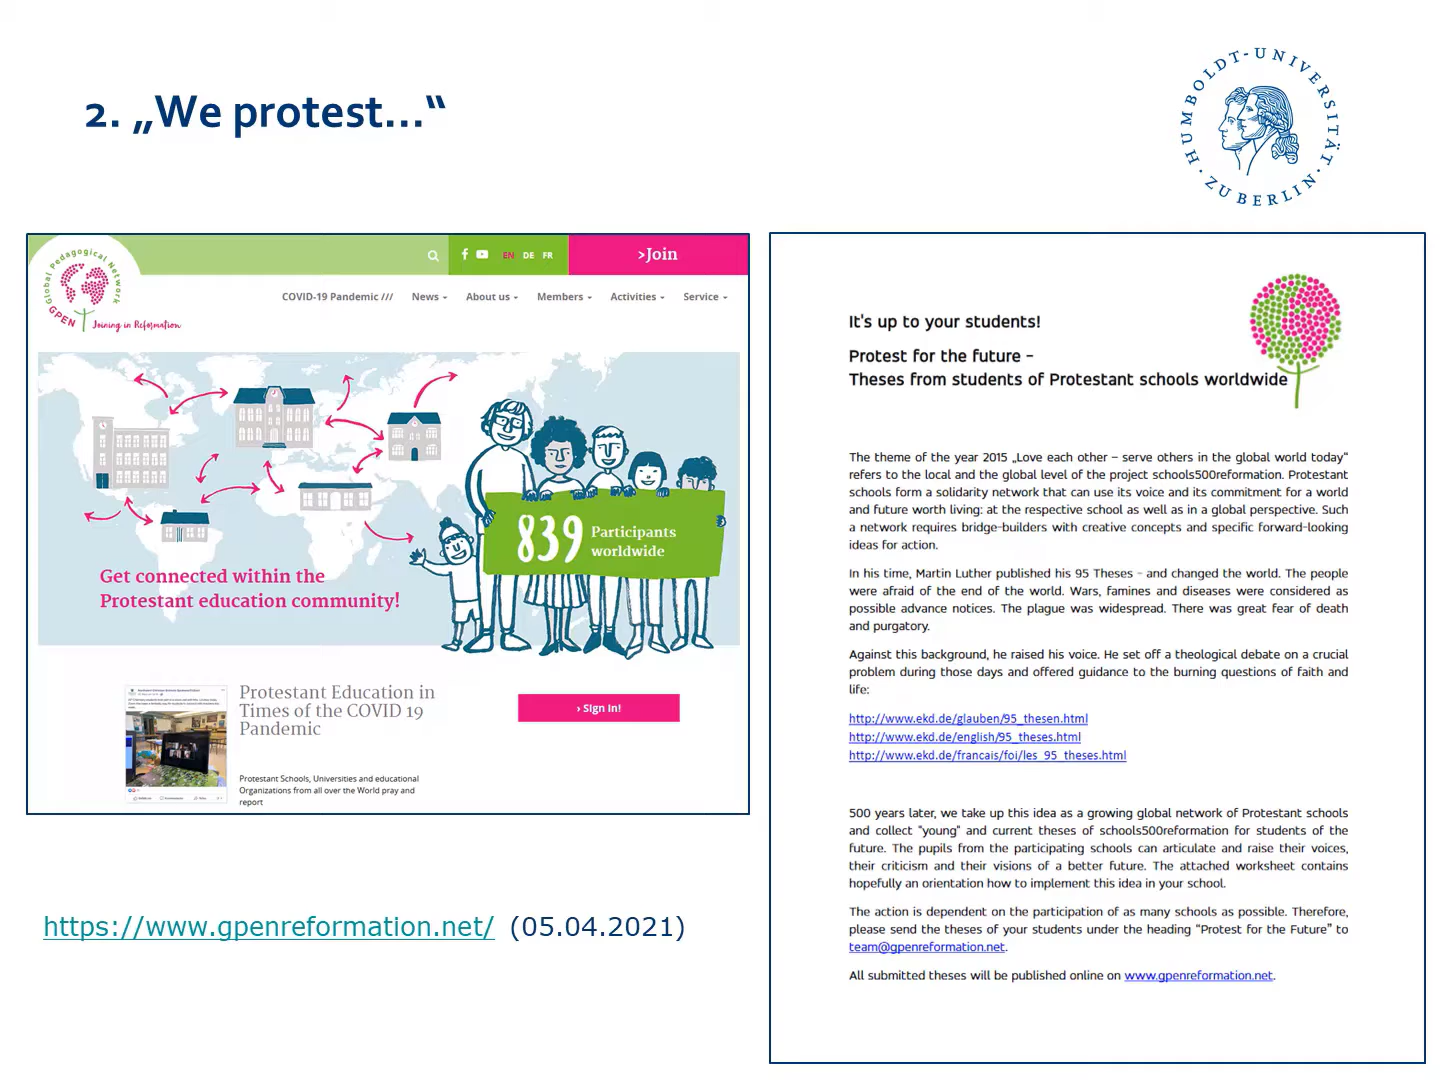 2. „We protest...“
HUMBOLDT-UNIVERSITÄT ZU BERLIN
Global Pedagogical Network
GPEN
Joining in Reformation
EN DE FR
>Join
COVID-19 Pandemic /// News About us Members Activities Service
839 Participants
worldwide
Get connected within the
Protestant education community!
Protestant Education in
Times of the COVID 19
Pandemic
› Sign in!
Protestant Schools, Universities and educational
Organizations from all over the World pray and
report
https://www.gpenreformation.net/ (05.04.2021)
It's up to your students!
Protest for the future –
Theses from students of Protestant schools worldwide
The theme of the year 2015 „Love each other – serve others in the global world today“
refers to the local and the global level of the project schools500reformation. Protestant
schools form a solidarity network that can use its voice and its commitment for a world
and future worth living: at the respective school as well as in a global perspective. Such
a network requires bridge-builders with creative concepts and specific forward-looking
ideas for action.
In his time, Martin Luther published his 95 Theses - and changed the world. The people
were afraid of the end of the world. Wars, famines and diseases were considered as
possible advance notices. The plague was widespread. There was great fear of death
and purgatory.
Against this background, he raised his voice. He set off a theological debate on a crucial
problem during those days and offered guidance to the burning questions of faith and
life:
http://www.ekd.de/glauben/95_thesen.html
http://www.ekd.de/english/95_theses.html
http://www.ekd.de/francais/foi/les_95_theses.html
500 years later, we take up this idea as a growing global network of Protestant schools
and collect "young" and current theses of schools500reformation for students of the
future. The pupils from the participating schools can articulate and raise their voices,
their criticism and their visions of a better future. The attached worksheet contains
hopefully an orientation how to implement this idea in your school.
The action is dependent on the participation of as many schools as possible. Therefore,
please send the theses of your students under the heading “Protest for the Future” to
team@gpenreformation.net.
All submitted theses will be published online on www.gpenreformation.net.